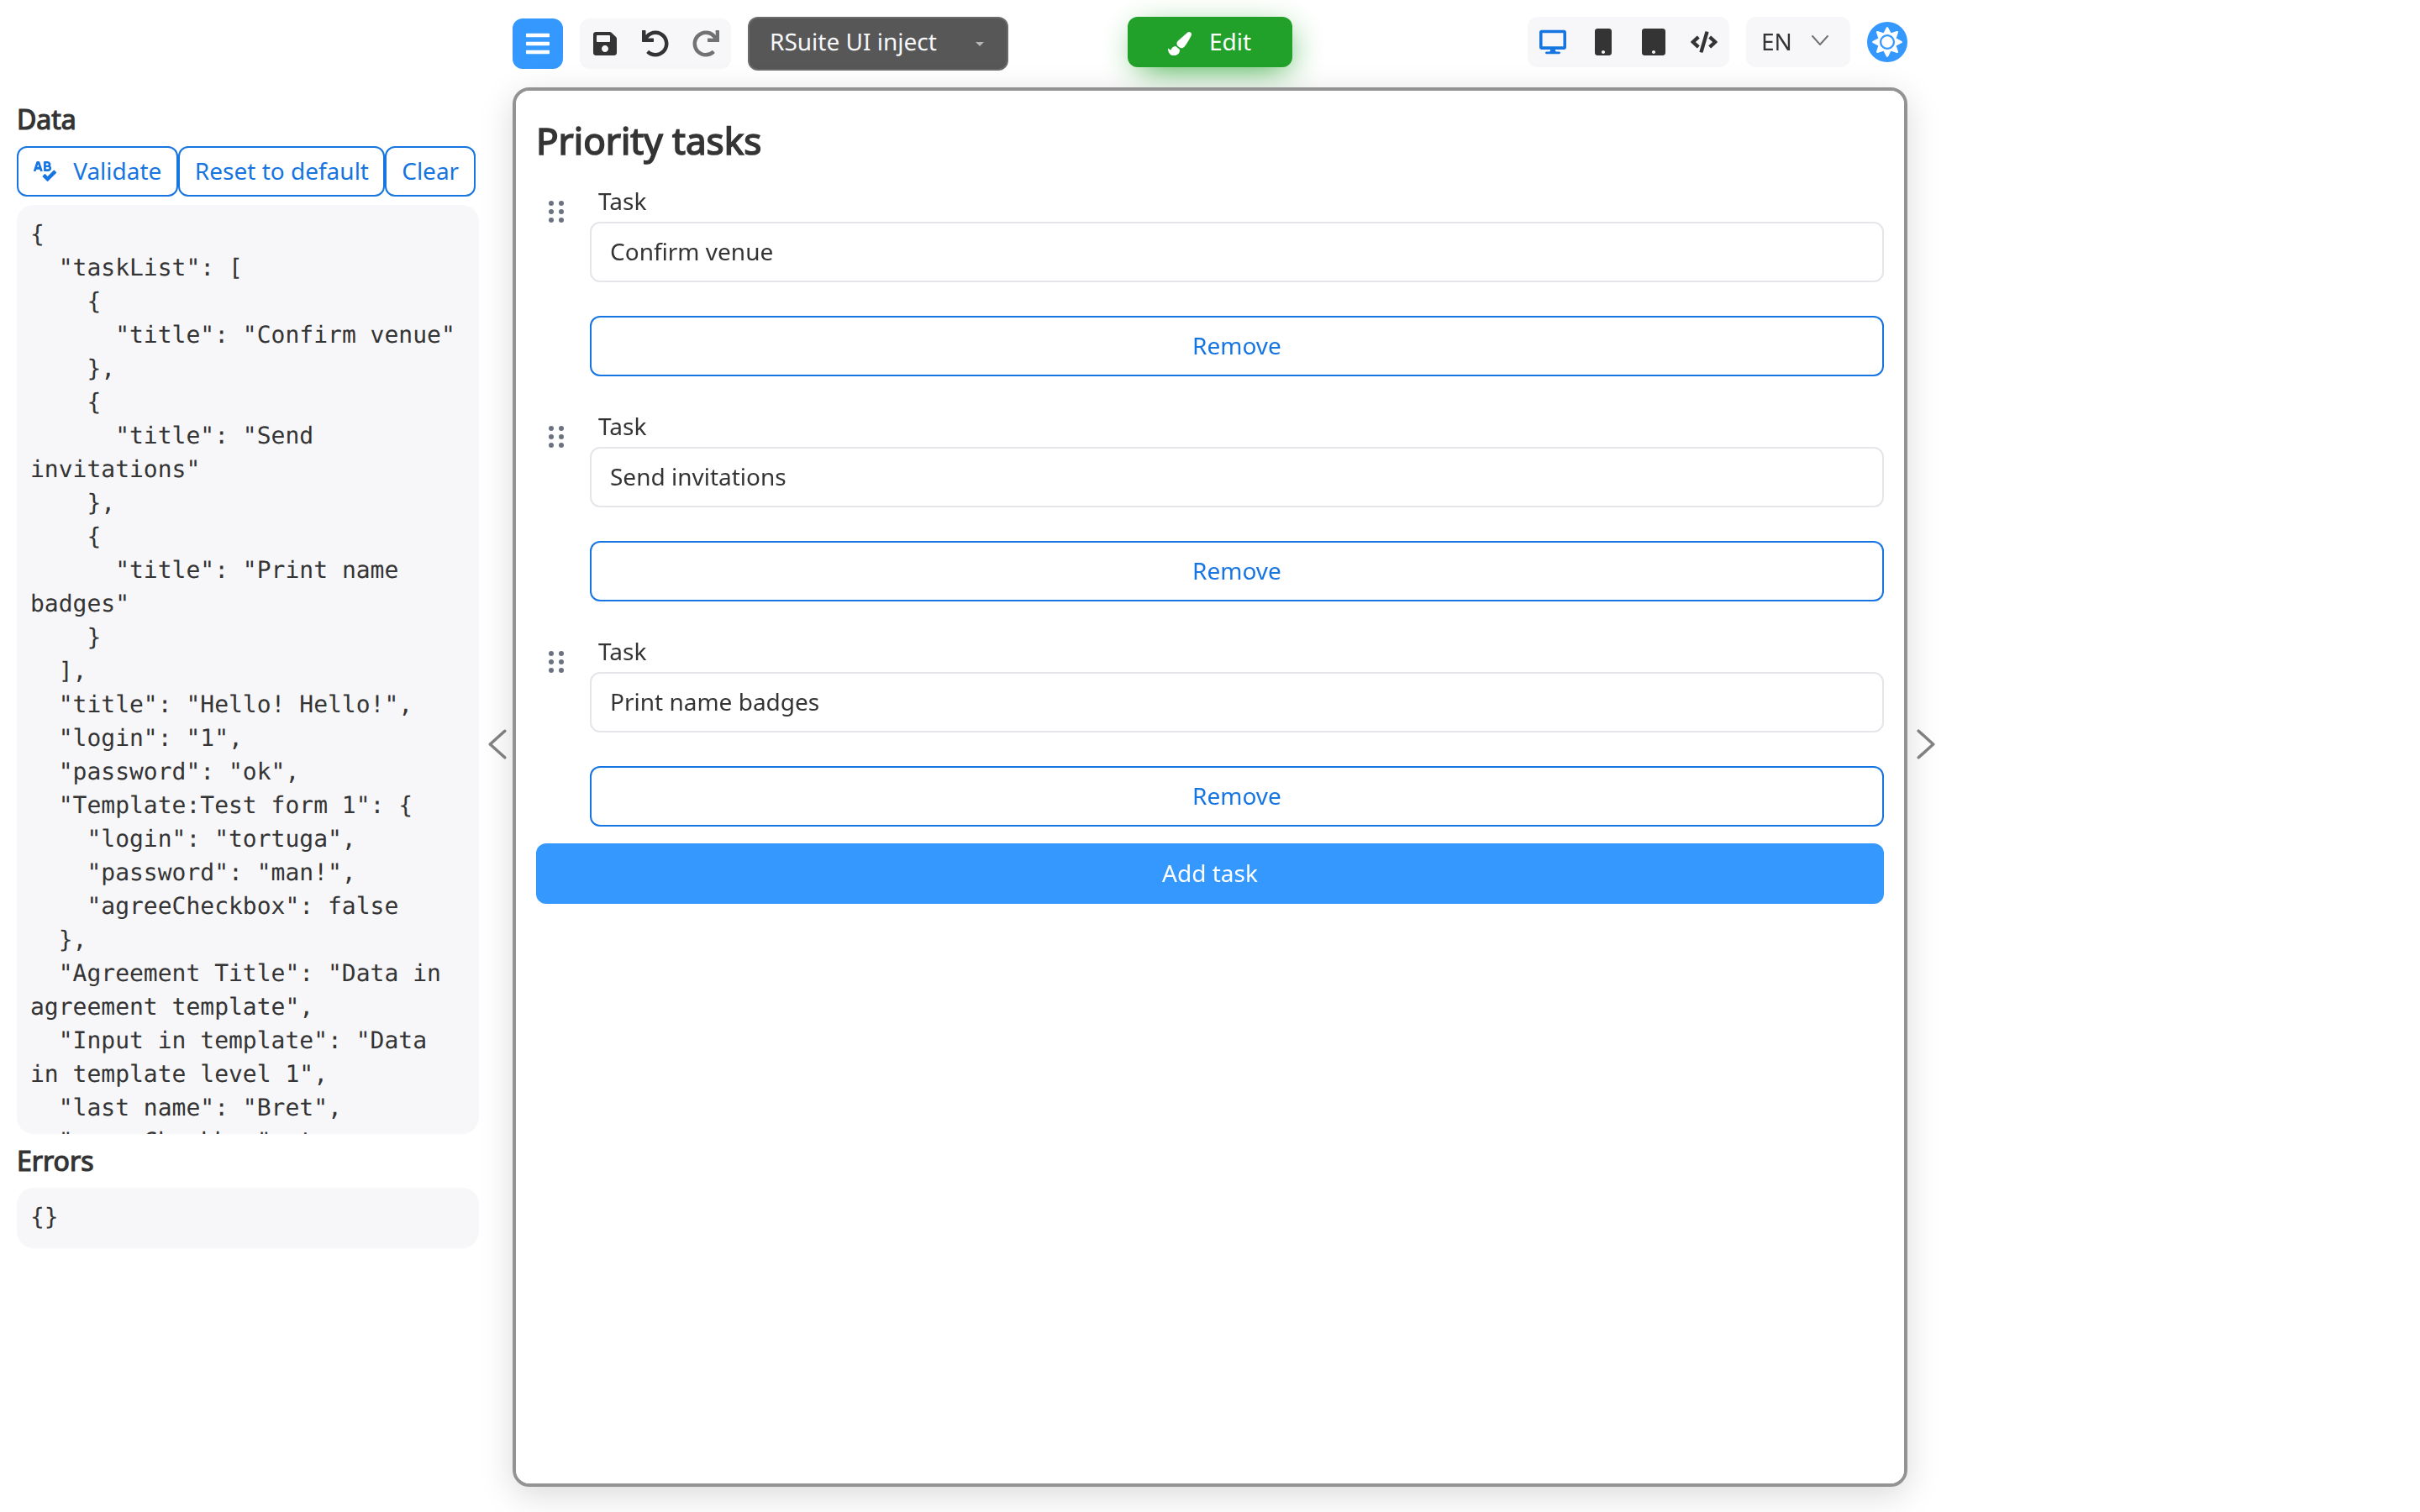 RSuite UI inject
Edit
EN
Data
Validate
Reset to default
Clear
{
"taskList": [
{
"title": "Confirm venue"
},
{
"title": "Send
invitations"
},
{
"title": "Print name
badges"
}
],
"title": "Hello! Hello!",
"login": "1",
"password": "ok",
"Template:Test form 1": {
"login": "tortuga",
"password": "man!",
"agreeCheckbox": false
},
"Agreement Title": "Data in
agreement template",
"Input in template": "Data
in template level 1",
"last name": "Bret",
Errors
{}
Priority tasks
Task
Confirm venue
Remove
Task
Send invitations
Remove
Task
Print name badges
Remove
Add task